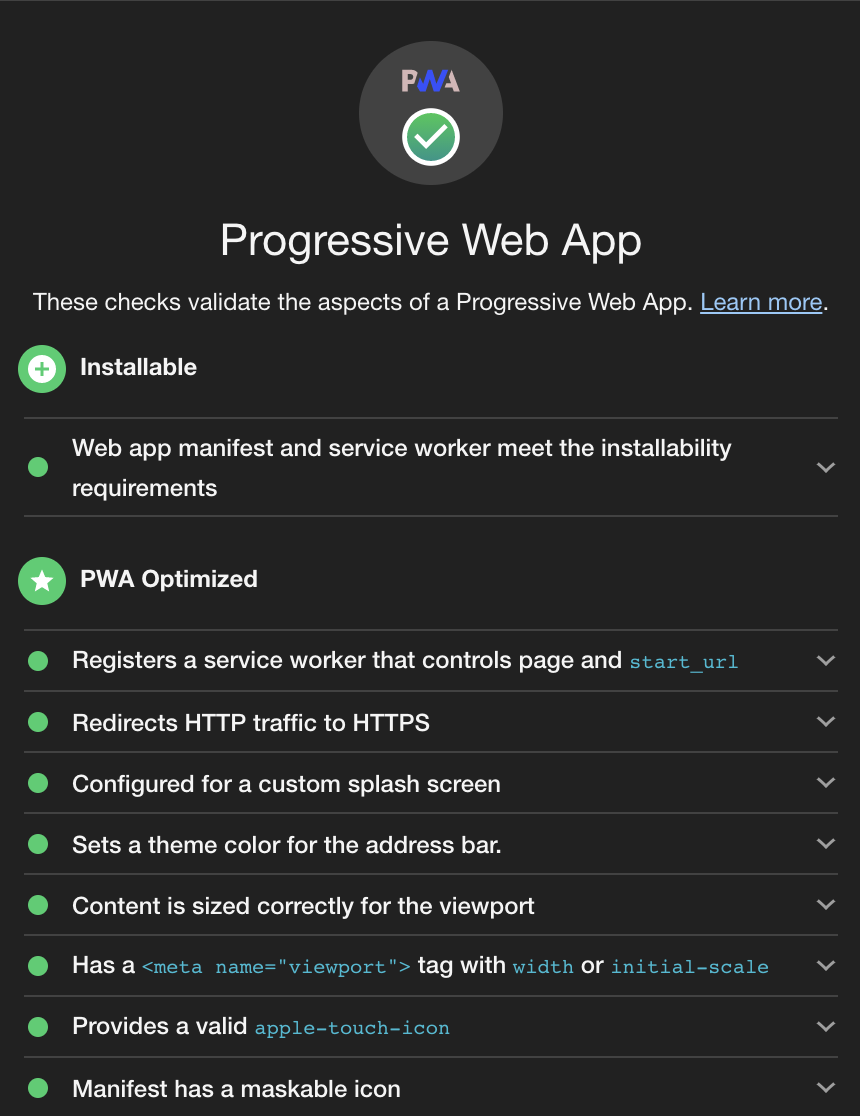 PWA
Progressive Web App
These checks validate the aspects of a Progressive Web App. Learn more.
Installable
Web app manifest and service worker meet the installability
requirements
PWA Optimized
Registers a service worker that controls page and start_url
Redirects HTTP traffic to HTTPS
Configured for a custom splash screen
Sets a theme color for the address bar.
Content is sized correctly for the viewport
Has a <meta name="viewport"> tag with width or initial-scale
Provides a valid apple-touch-icon
Manifest has a maskable icon